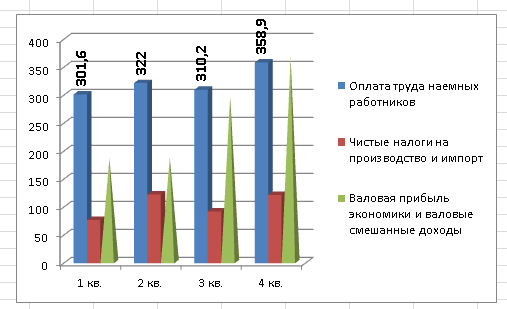 301,6
322
310,2
358,9
400
350
300
250
200
150
100
50
0
1 кв.
2 кв.
3 кв.
4 кв.
Оплата труда наемных
работников
Чистые налоги на
производство и импорт
Валовая прибыль
экономики и валовые
смешанные доходы